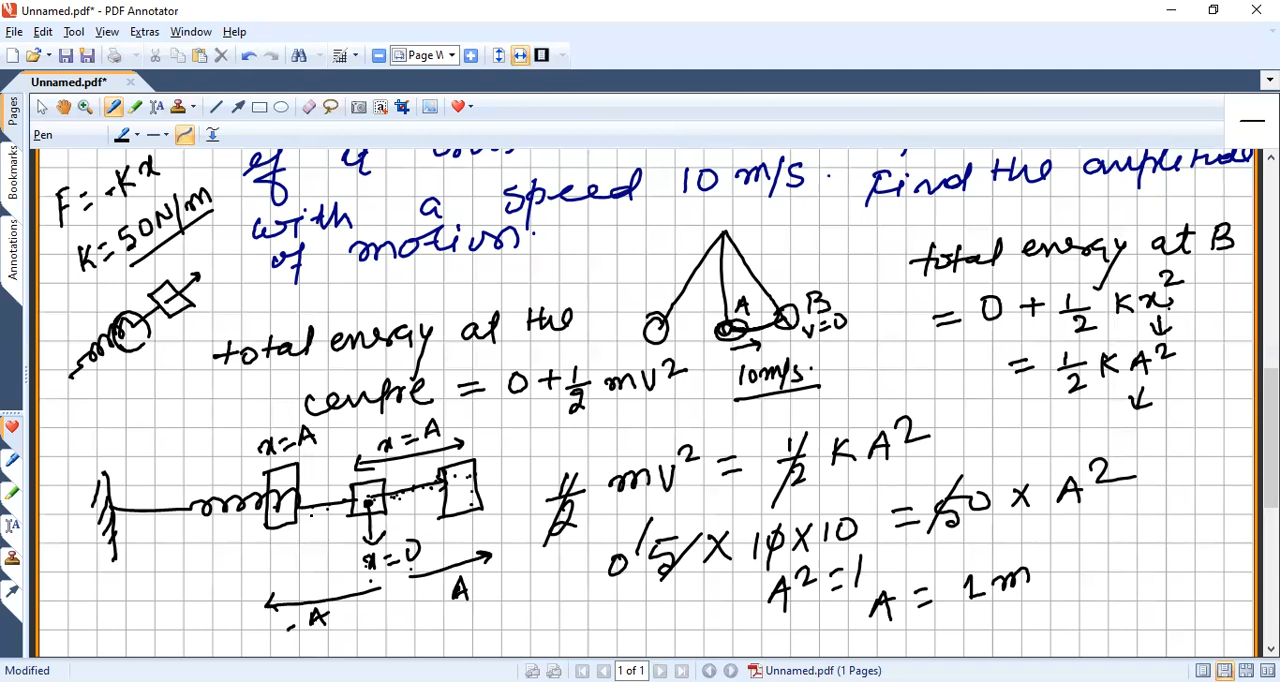 Unnamed.pdf* - PDF Annotator
File Edit Tool View Extras Window Help
Page W
Unnamed.pdf*
Pen
Pages
Bookmarks
Annotations
of a
with a speed 10 m/s. Find the amplitude
of motion.
F = -Kx
K = 50N/m
total energy at the
centre = 0 + 1/2 mv²
A
B
v=0
10m/s.
total energy at B
= 0 + 1/2 Kx²
= 1/2 KA²
x=A
x=A
x=0
A
-A
1/2 mv² = 1/2 KA²
0.5 × 10 × 10 = 50 × A²
A² = 1
A = 1m
Modified
1 of 1
Unnamed.pdf (1 Pages)